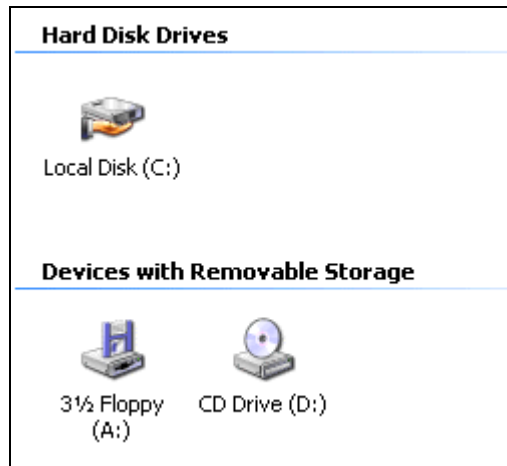 Hard Disk Drives
Local Disk (C:)
Devices with Removable Storage
3½ Floppy
(A:)
CD Drive (D:)